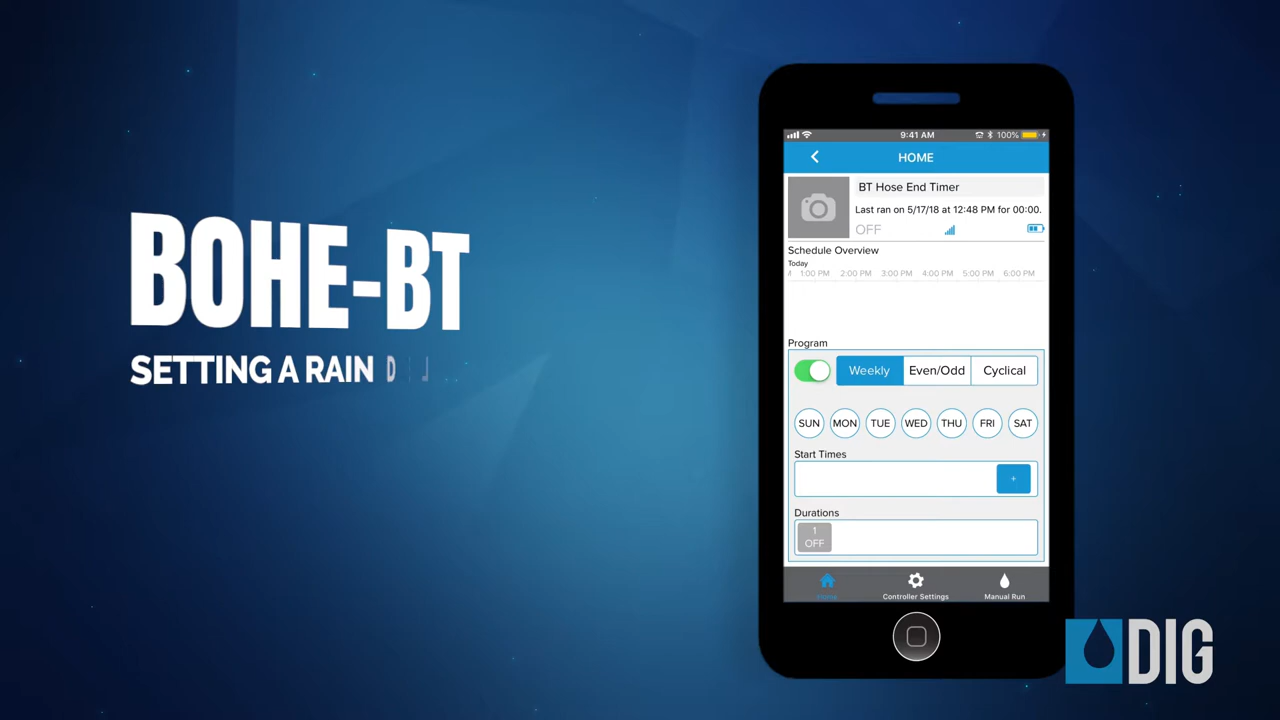 BOHE-BT
SETTING A RAIN
9:41 AM
100%
HOME
BT Hose End Timer
Last ran on 5/17/18 at 12:48 PM for 00:00.
OFF
Schedule Overview
Today
1:00 PM 2:00 PM 3:00 PM 4:00 PM 5:00 PM 6:00 PM
Program
Weekly Even/Odd Cyclical
SUN MON TUE WED THU FRI SAT
Start Times
+
Durations
1
OFF
Home Controller Settings Manual Run
DIG